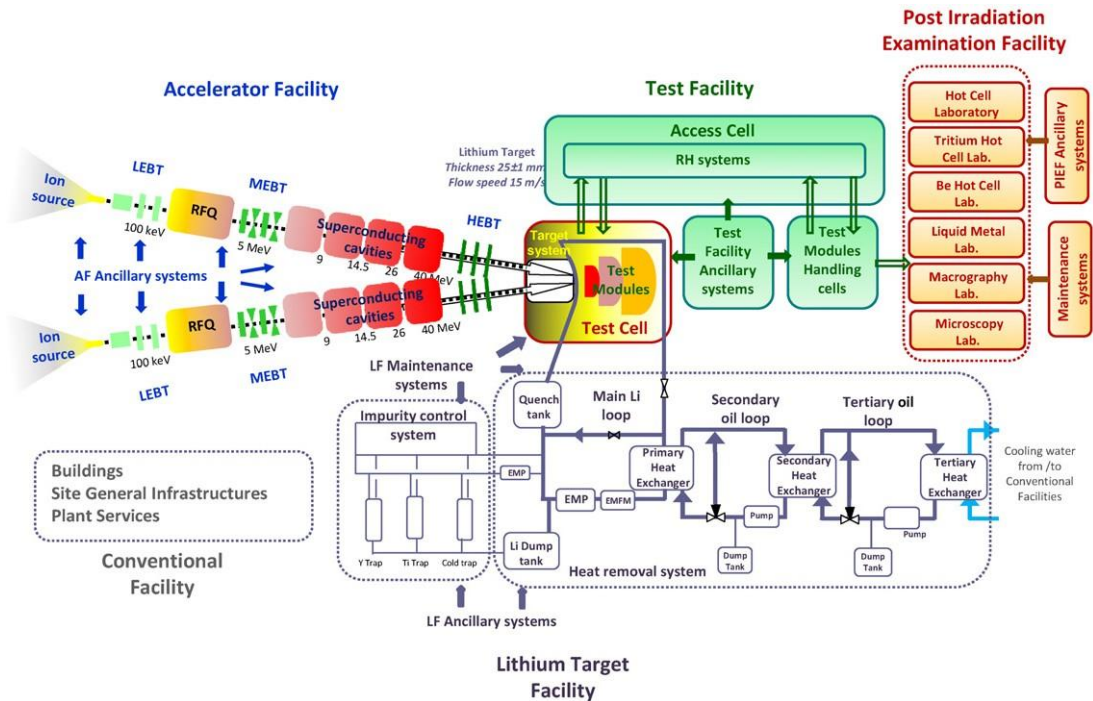 Post Irradiation
Examination Facility
Accelerator Facility
Test Facility
Hot Cell
Laboratory
Tritium Hot
Cell Lab.
Be Hot Cell
Lab.
Liquid Metal
Lab.
Macrography
Lab.
Microscopy
Lab.
PIEF Ancillary
systems
Maintenance
systems
Access Cell
RH systems
Lithium Target
Thickness 25±1 mm
Flow speed 15 m/s
LEBT
MEBT
HEBT
Ion
source
RFQ
100 keV
5 MeV
Superconducting
cavities
9
14.5
26
40 MeV
AF Ancillary systems
Ion
source
RFQ
100 keV
5 MeV
Superconducting
cavities
9
14.5
26
40 MeV
LEBT
MEBT
Target
system
Test
Modules
Test Cell
Test
Facility
Ancillary
systems
Test
Modules
Handling
cells
LF Maintenance
systems
Impurity control
system
Quench
tank
Main Li
loop
Secondary
oil loop
Tertiary oil
loop
EMP
EMP
EMFM
Primary
Heat
Exchanger
Secondary
Heat
Exchanger
Tertiary
Heat
Exchanger
Cooling water
from /to
Conventional
Facilities
Pump
Pump
Dump
Tank
Dump
Tank
Li Dump
tank
Y Trap
Ti Trap
Cold trap
Heat removal system
LF Ancillary systems
Buildings
Site General Infrastructures
Plant Services
Conventional
Facility
Lithium Target
Facility